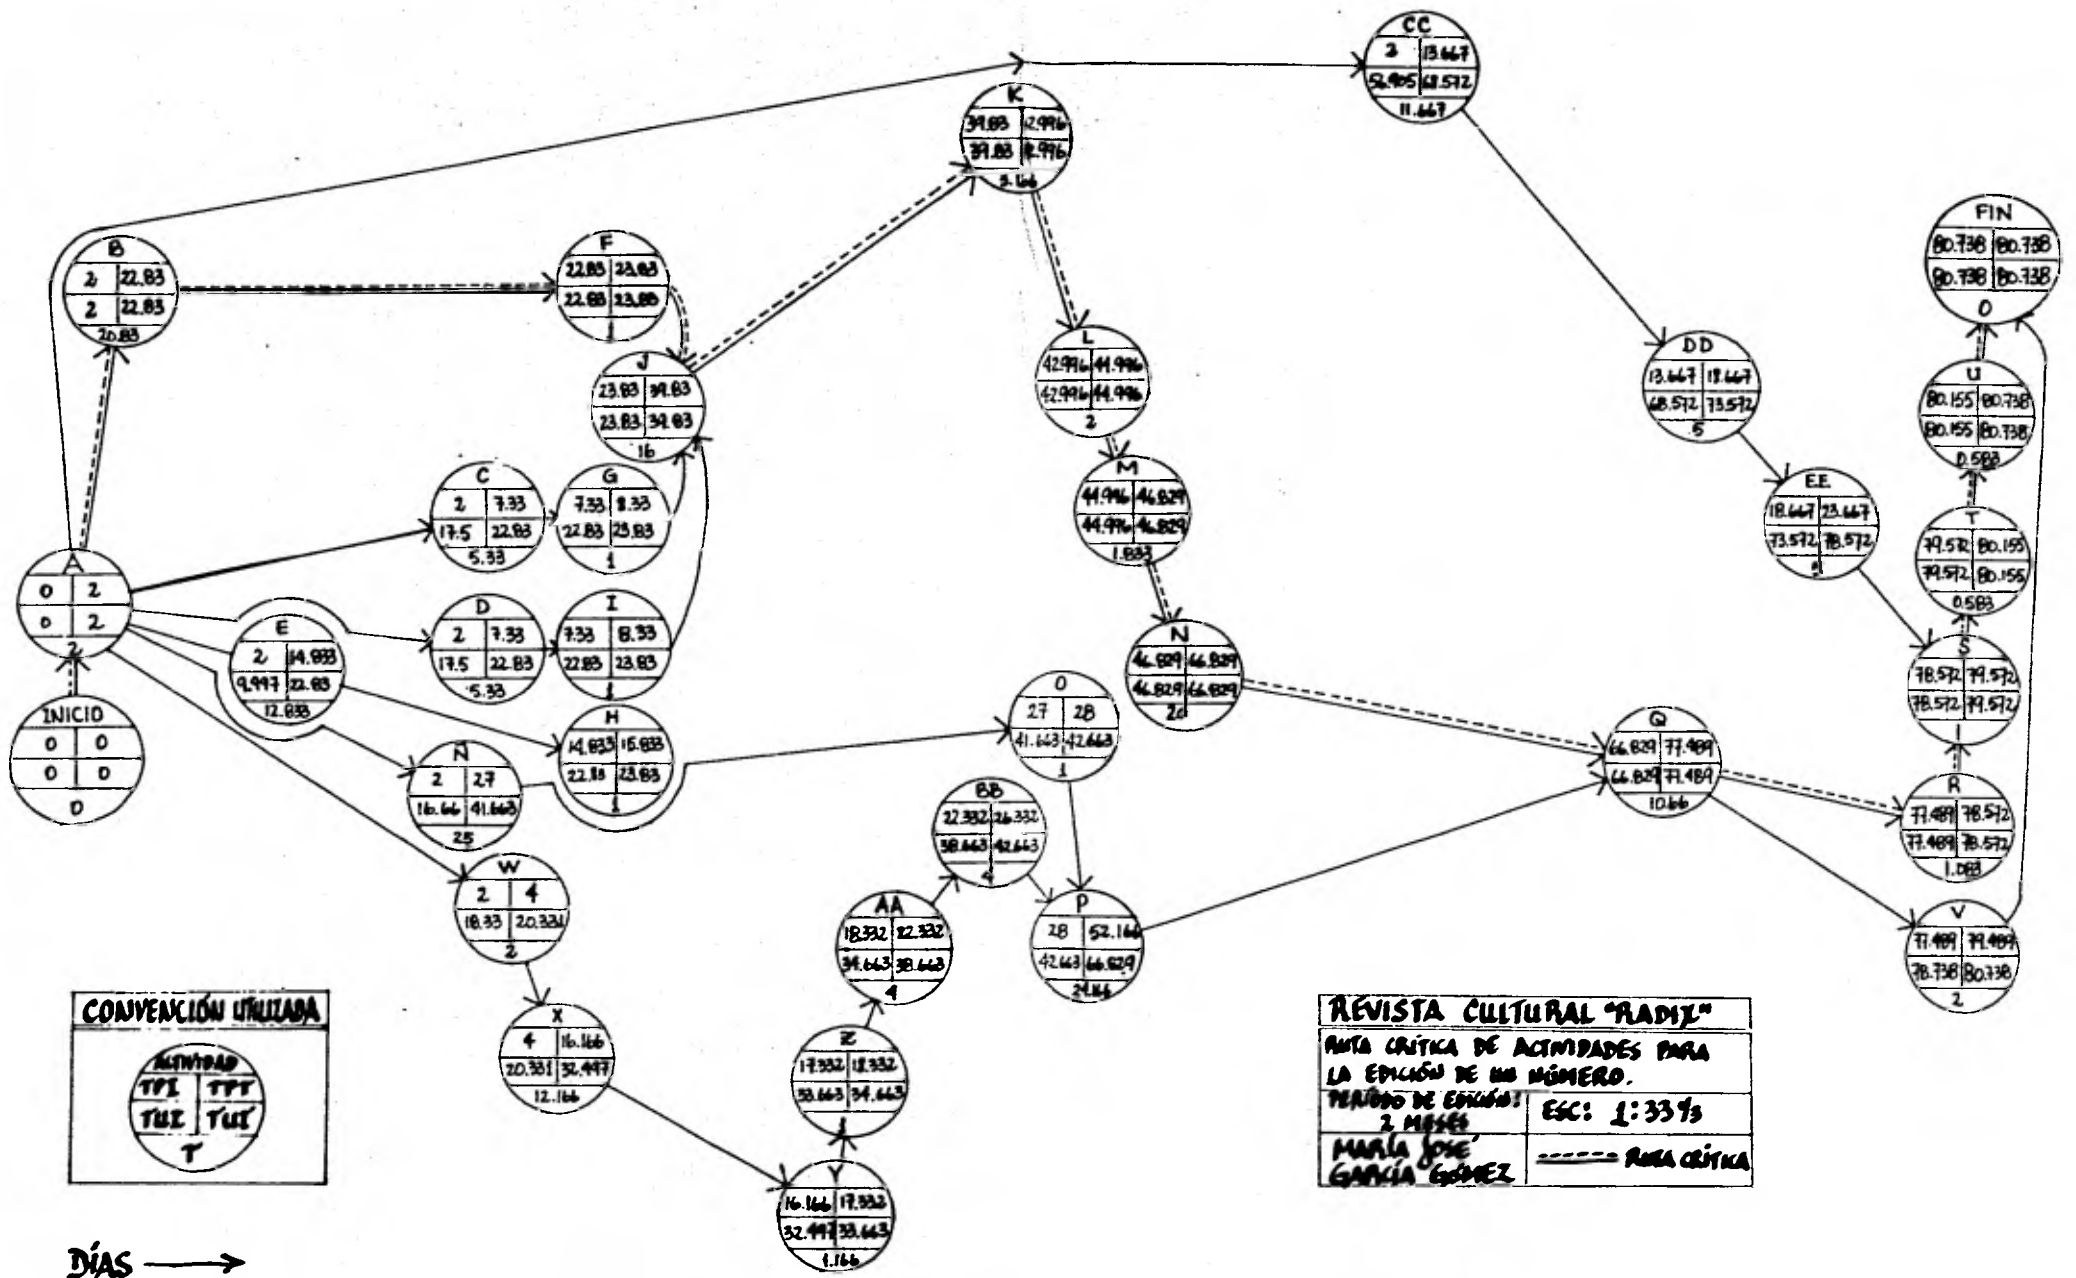 CC
2 13.667
56.905 68.572
11.667
K
39.83 42.996
39.83 42.996
3.166
FIN
80.738 80.738
80.738 80.738
0
B
2 22.83
2 22.83
20.83
F
22.83 23.83
22.83 23.83
1
J
23.83 39.83
23.83 39.83
16
L
42.996 44.996
42.996 44.996
2
DD
13.667 18.667
68.572 73.572
5
U
80.155 80.738
80.155 80.738
0.583
C
2 7.33
17.5 22.83
5.33
G
7.33 8.33
22.83 23.83
1
M
44.996 46.829
44.996 46.829
1.833
EE
18.667 23.667
73.572 78.572
T
79.572 80.155
79.572 80.155
0.583
A
0 2
0 2
2
D
2 7.33
17.5 22.83
5.33
I
7.33 8.33
22.83 23.83
1
E
2 14.833
9.997 22.83
12.833
N
46.829 66.829
46.829 66.829
20
S
78.572 79.572
78.572 79.572
1
INICIO
0 0
0 0
0
H
14.833 15.833
22.83 23.83
1
O
27 28
41.663 42.663
1
Ñ
2 27
16.66 41.663
25
Q
66.829 77.489
66.829 77.489
10.66
R
77.489 78.572
77.489 78.572
1.083
BB
22.332 26.332
38.663 42.663
4
W
2 4
18.33 20.331
2
AA
18.332 22.332
34.663 38.663
4
P
28 52.166
42.663 66.829
24.166
V
77.489 79.489
78.738 80.738
2
X
4 16.166
20.331 32.497
12.166
Z
17.332 18.332
33.663 34.663
1
Y
16.166 17.332
32.497 33.663
1.166
CONVENCIÓN UTILIZADA
ACTIVIDAD
TPI TPT
TUI TUT
T
REVISTA CULTURAL "RADIX"
RUTA CRÍTICA DE ACTIVIDADES PARA
LA EDICIÓN DE UN NÚMERO.
PERÍODO DE EDICIÓN:
2 MESES
ESC: 1:33⅓
MARÍA JOSÉ
GARCÍA GÓMEZ
RUTA CRÍTICA
DÍAS